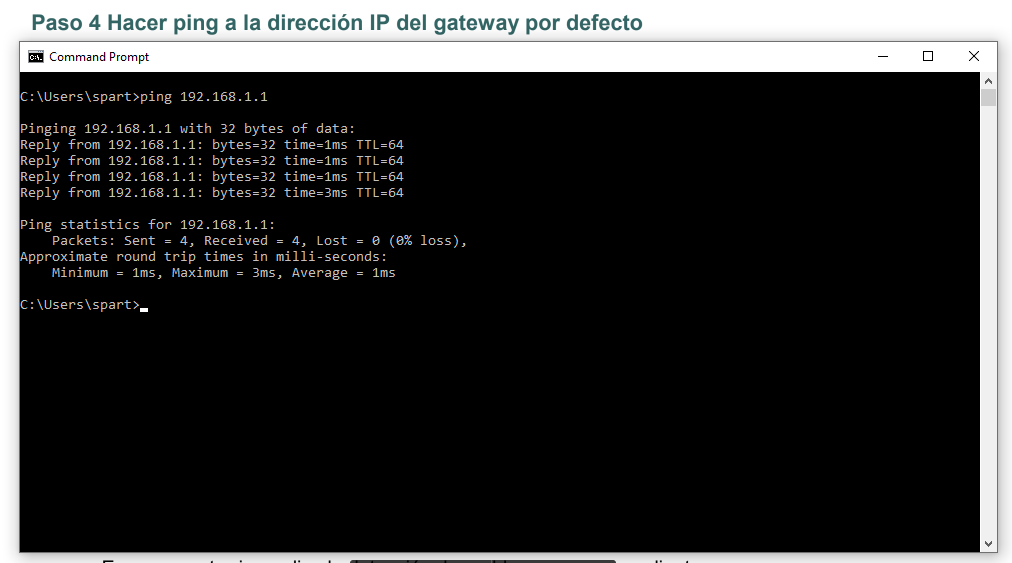 Paso 4 Hacer ping a la dirección IP del gateway por defecto
Command Prompt
C:\Users\spart>ping 192.168.1.1
Pinging 192.168.1.1 with 32 bytes of data:
Reply from 192.168.1.1: bytes=32 time=1ms TTL=64
Reply from 192.168.1.1: bytes=32 time=1ms TTL=64
Reply from 192.168.1.1: bytes=32 time=1ms TTL=64
Reply from 192.168.1.1: bytes=32 time=3ms TTL=64
Ping statistics for 192.168.1.1:
Packets: Sent = 4, Received = 4, Lost = 0 (0% loss),
Approximate round trip times in milli-seconds:
Minimum = 1ms, Maximum = 3ms, Average = 1ms
C:\Users\spart>